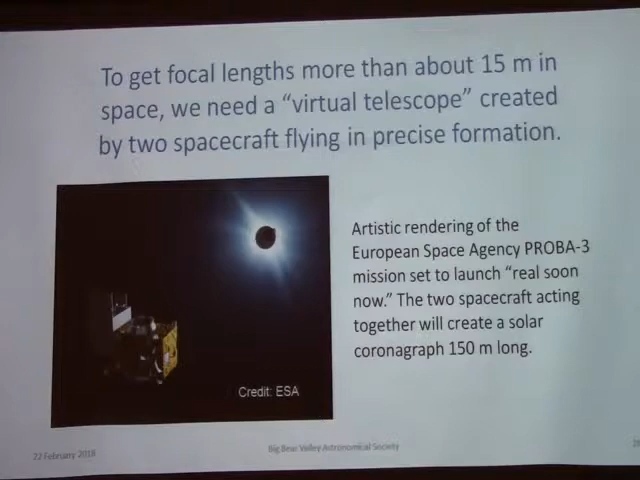 To get focal lengths more than about 15 m in
space, we need a “virtual telescope” created
by two spacecraft flying in precise formation.
Artistic rendering of the
European Space Agency PROBA-3
mission set to launch “real soon
now.” The two spacecraft acting
together will create a solar
coronagraph 150 m long.
Credit: ESA
22 February 2018
Big Bear Valley Astronomical Society